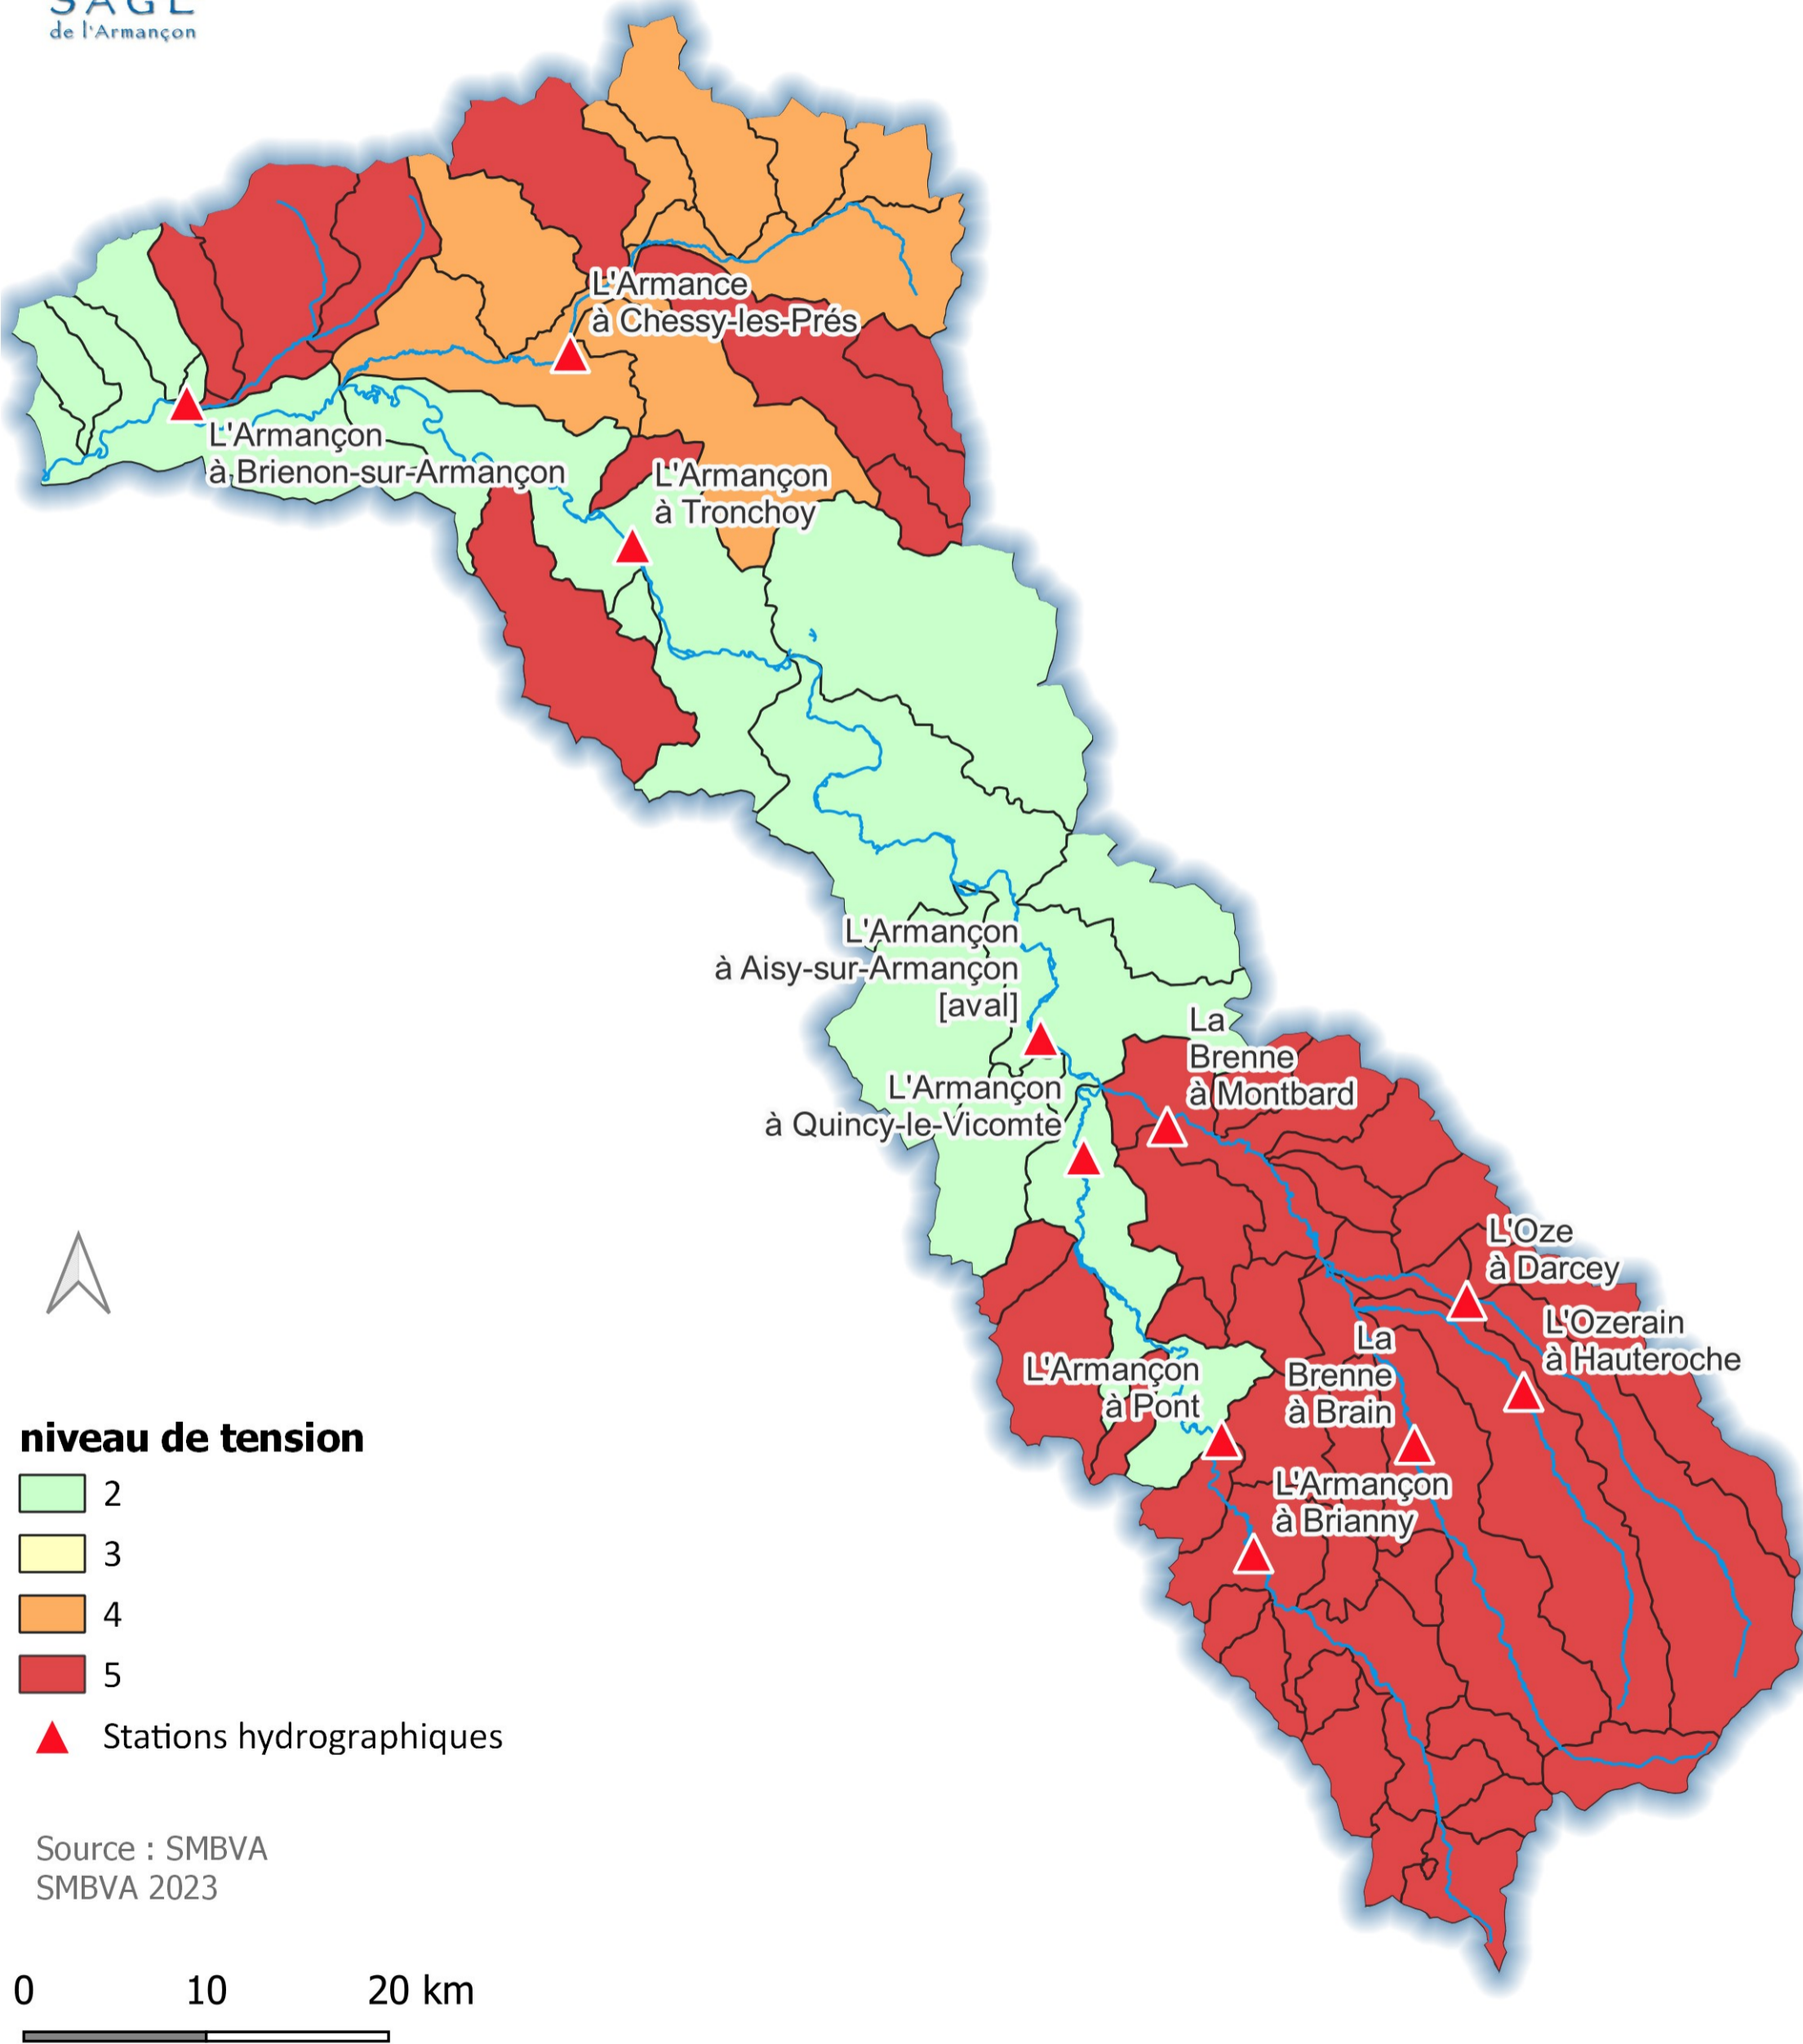 SAGE
de l'Armançon
L'Armance
à Chessy-les-Prés
L'Armançon
à Brienon-sur-Armançon
L'Armançon
à Tronchoy
L'Armançon
à Aisy-sur-Armançon
[aval]
La
Brenne
à Montbard
L'Armançon
à Quincy-le-Vicomte
L'Oze
à Darcey
L'Ozerain
à Hauteroche
La
Brenne
à Brain
L'Armançon
à Pont
L'Armançon
à Brianny
niveau de tension
2
3
4
5
Stations hydrographiques
Source : SMBVA
SMBVA 2023
0 10 20 km